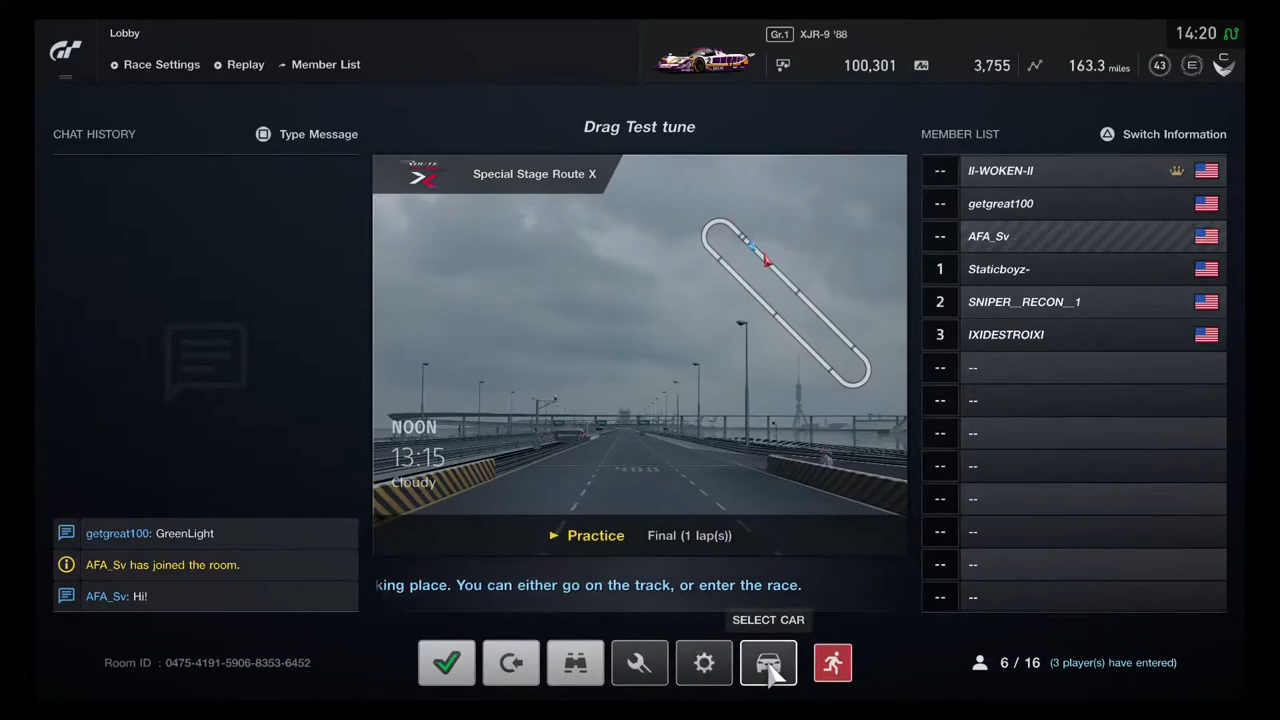 Lobby
Race Settings
Replay
Member List
Gr.1 XJR-9 '88
100,301
3,755
163.3 miles
43
E
C
14:20
CHAT HISTORY
Type Message
Drag Test tune
MEMBER LIST
Switch Information
Special Stage Route X
NOON
13:15
Cloudy
Practice Final (1 lap(s))
king place. You can either go on the track, or enter the race.
getgreat100: GreenLight
AFA_Sv has joined the room.
AFA_Sv: Hi!
-- II-WOKEN-II
-- getgreat100
-- AFA_Sv
1 Staticboyz-
2 SNIPER__RECON__1
3 IXIDESTROIXI
-- --
-- --
-- --
-- --
-- --
-- --
-- --
-- --
SELECT CAR
Room ID : 0475-4191-5906-8353-6452
6 / 16 (3 player(s) have entered)